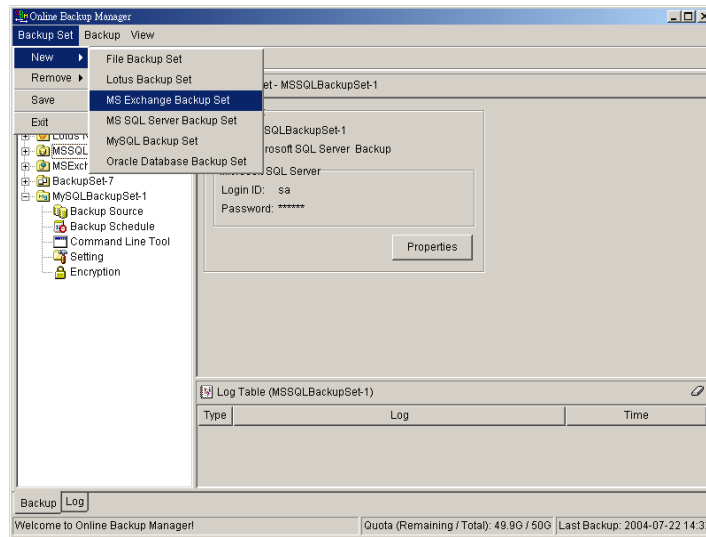 Online Backup Manager
Backup Set Backup View
New
Remove
Save
Exit
File Backup Set
Lotus Backup Set
MS Exchange Backup Set
MS SQL Server Backup Set
MySQL Backup Set
Oracle Database Backup Set
et - MSSQLBackupSet-1
SQLBackupSet-1
rosoft SQL Server Backup
Microsoft SQL Server
Login ID: sa
Password: ******
Properties
Lotus N
MSSQL
MSExch
BackupSet-7
MySQLBackupSet-1
Backup Source
Backup Schedule
Command Line Tool
Setting
Encryption
Log Table (MSSQLBackupSet-1)
Type Log Time
Backup Log
Welcome to Online Backup Manager! Quota (Remaining / Total): 49.9G / 50G Last Backup: 2004-07-22 14:3